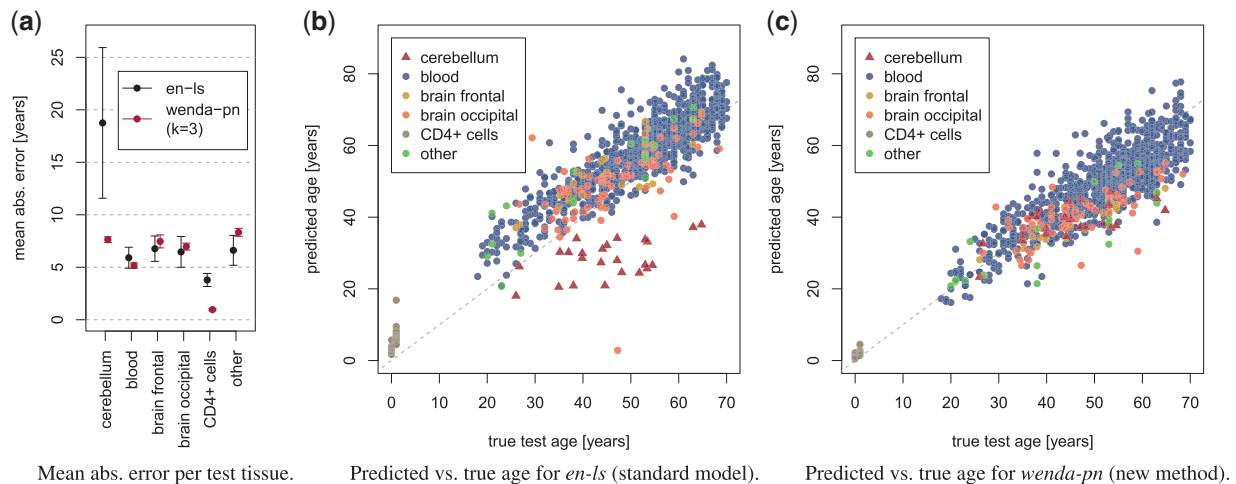 (a)
mean abs. error [years]
25
20
15
10
5
0
en−ls
wenda−pn
(k=3)
cerebellum
blood
brain frontal
brain occipital
CD4+ cells
other
Mean abs. error per test tissue.
(b)
predicted age [years]
80
60
40
20
0
cerebellum
blood
brain frontal
brain occipital
CD4+ cells
other
0 10 20 30 40 50 60 70
true test age [years]
Predicted vs. true age for en-ls (standard model).
(c)
predicted age [years]
80
60
40
20
0
cerebellum
blood
brain frontal
brain occipital
CD4+ cells
other
0 10 20 30 40 50 60 70
true test age [years]
Predicted vs. true age for wenda-pn (new method).